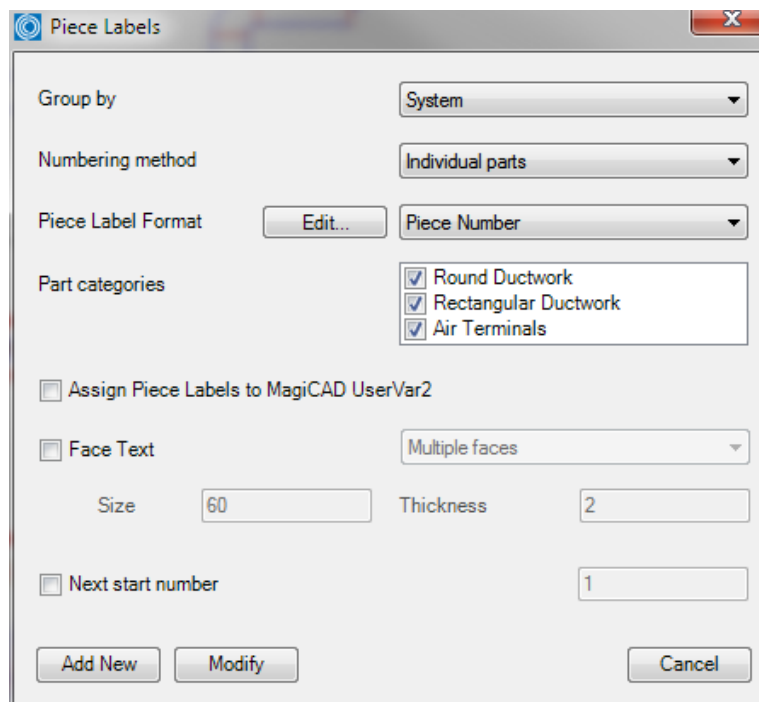 Piece Labels
X
Group by System
Numbering method Individual parts
Piece Label Format Edit... Piece Number
Part categories Round Ductwork
Rectangular Ductwork
Air Terminals
Assign Piece Labels to MagiCAD UserVar2
Face Text Multiple faces
Size 60 Thickness 2
Next start number 1
Add New Modify Cancel